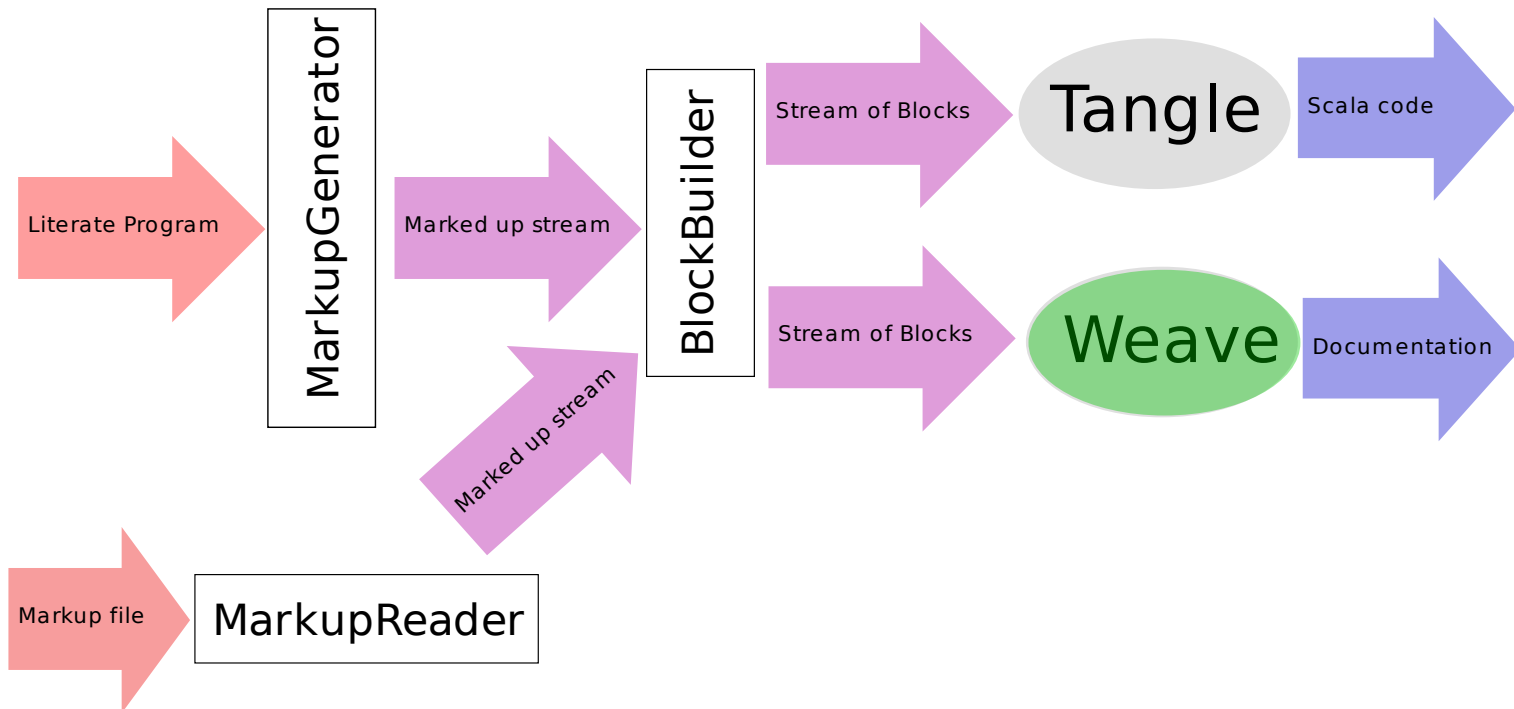 Literate Program
MarkupGenerator
Marked up stream
BlockBuilder
Stream of Blocks
Tangle
Scala code
Stream of Blocks
Weave
Documentation
Marked up stream
Markup file
MarkupReader